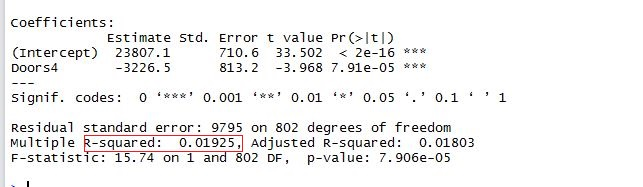 Coefficients:
Estimate Std. Error t value Pr(>|t|)
(Intercept) 23807.1 710.6 33.502 < 2e-16 ***
Doors4 -3226.5 813.2 -3.968 7.91e-05 ***
---
Signif. codes: 0 ‘***’ 0.001 ‘**’ 0.01 ‘*’ 0.05 ‘.’ 0.1 ‘ ’ 1
Residual standard error: 9795 on 802 degrees of freedom
Multiple R-squared: 0.01925, Adjusted R-squared: 0.01803
F-statistic: 15.74 on 1 and 802 DF, p-value: 7.906e-05